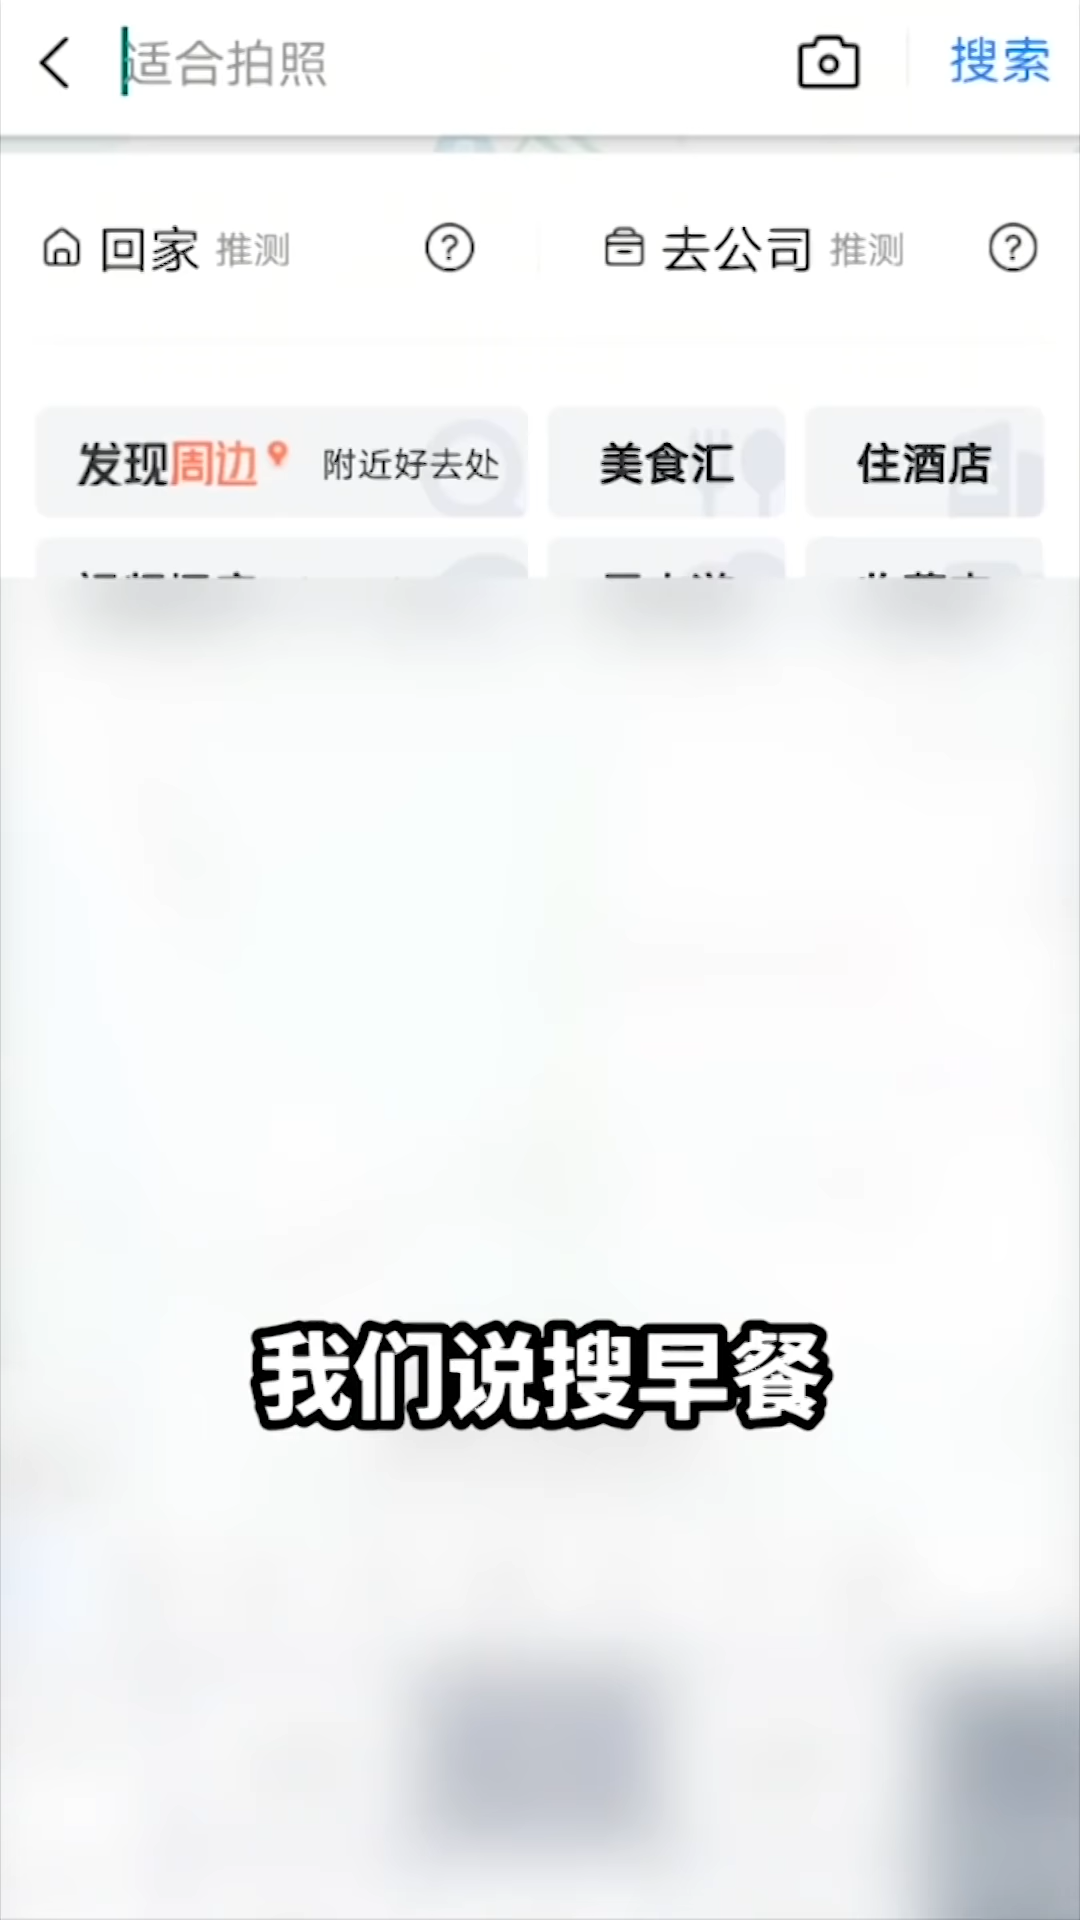 适合拍照
搜索
回家 推测
去公司 推测
发现周边 附近好去处
美食汇
住酒店
我们说搜早餐